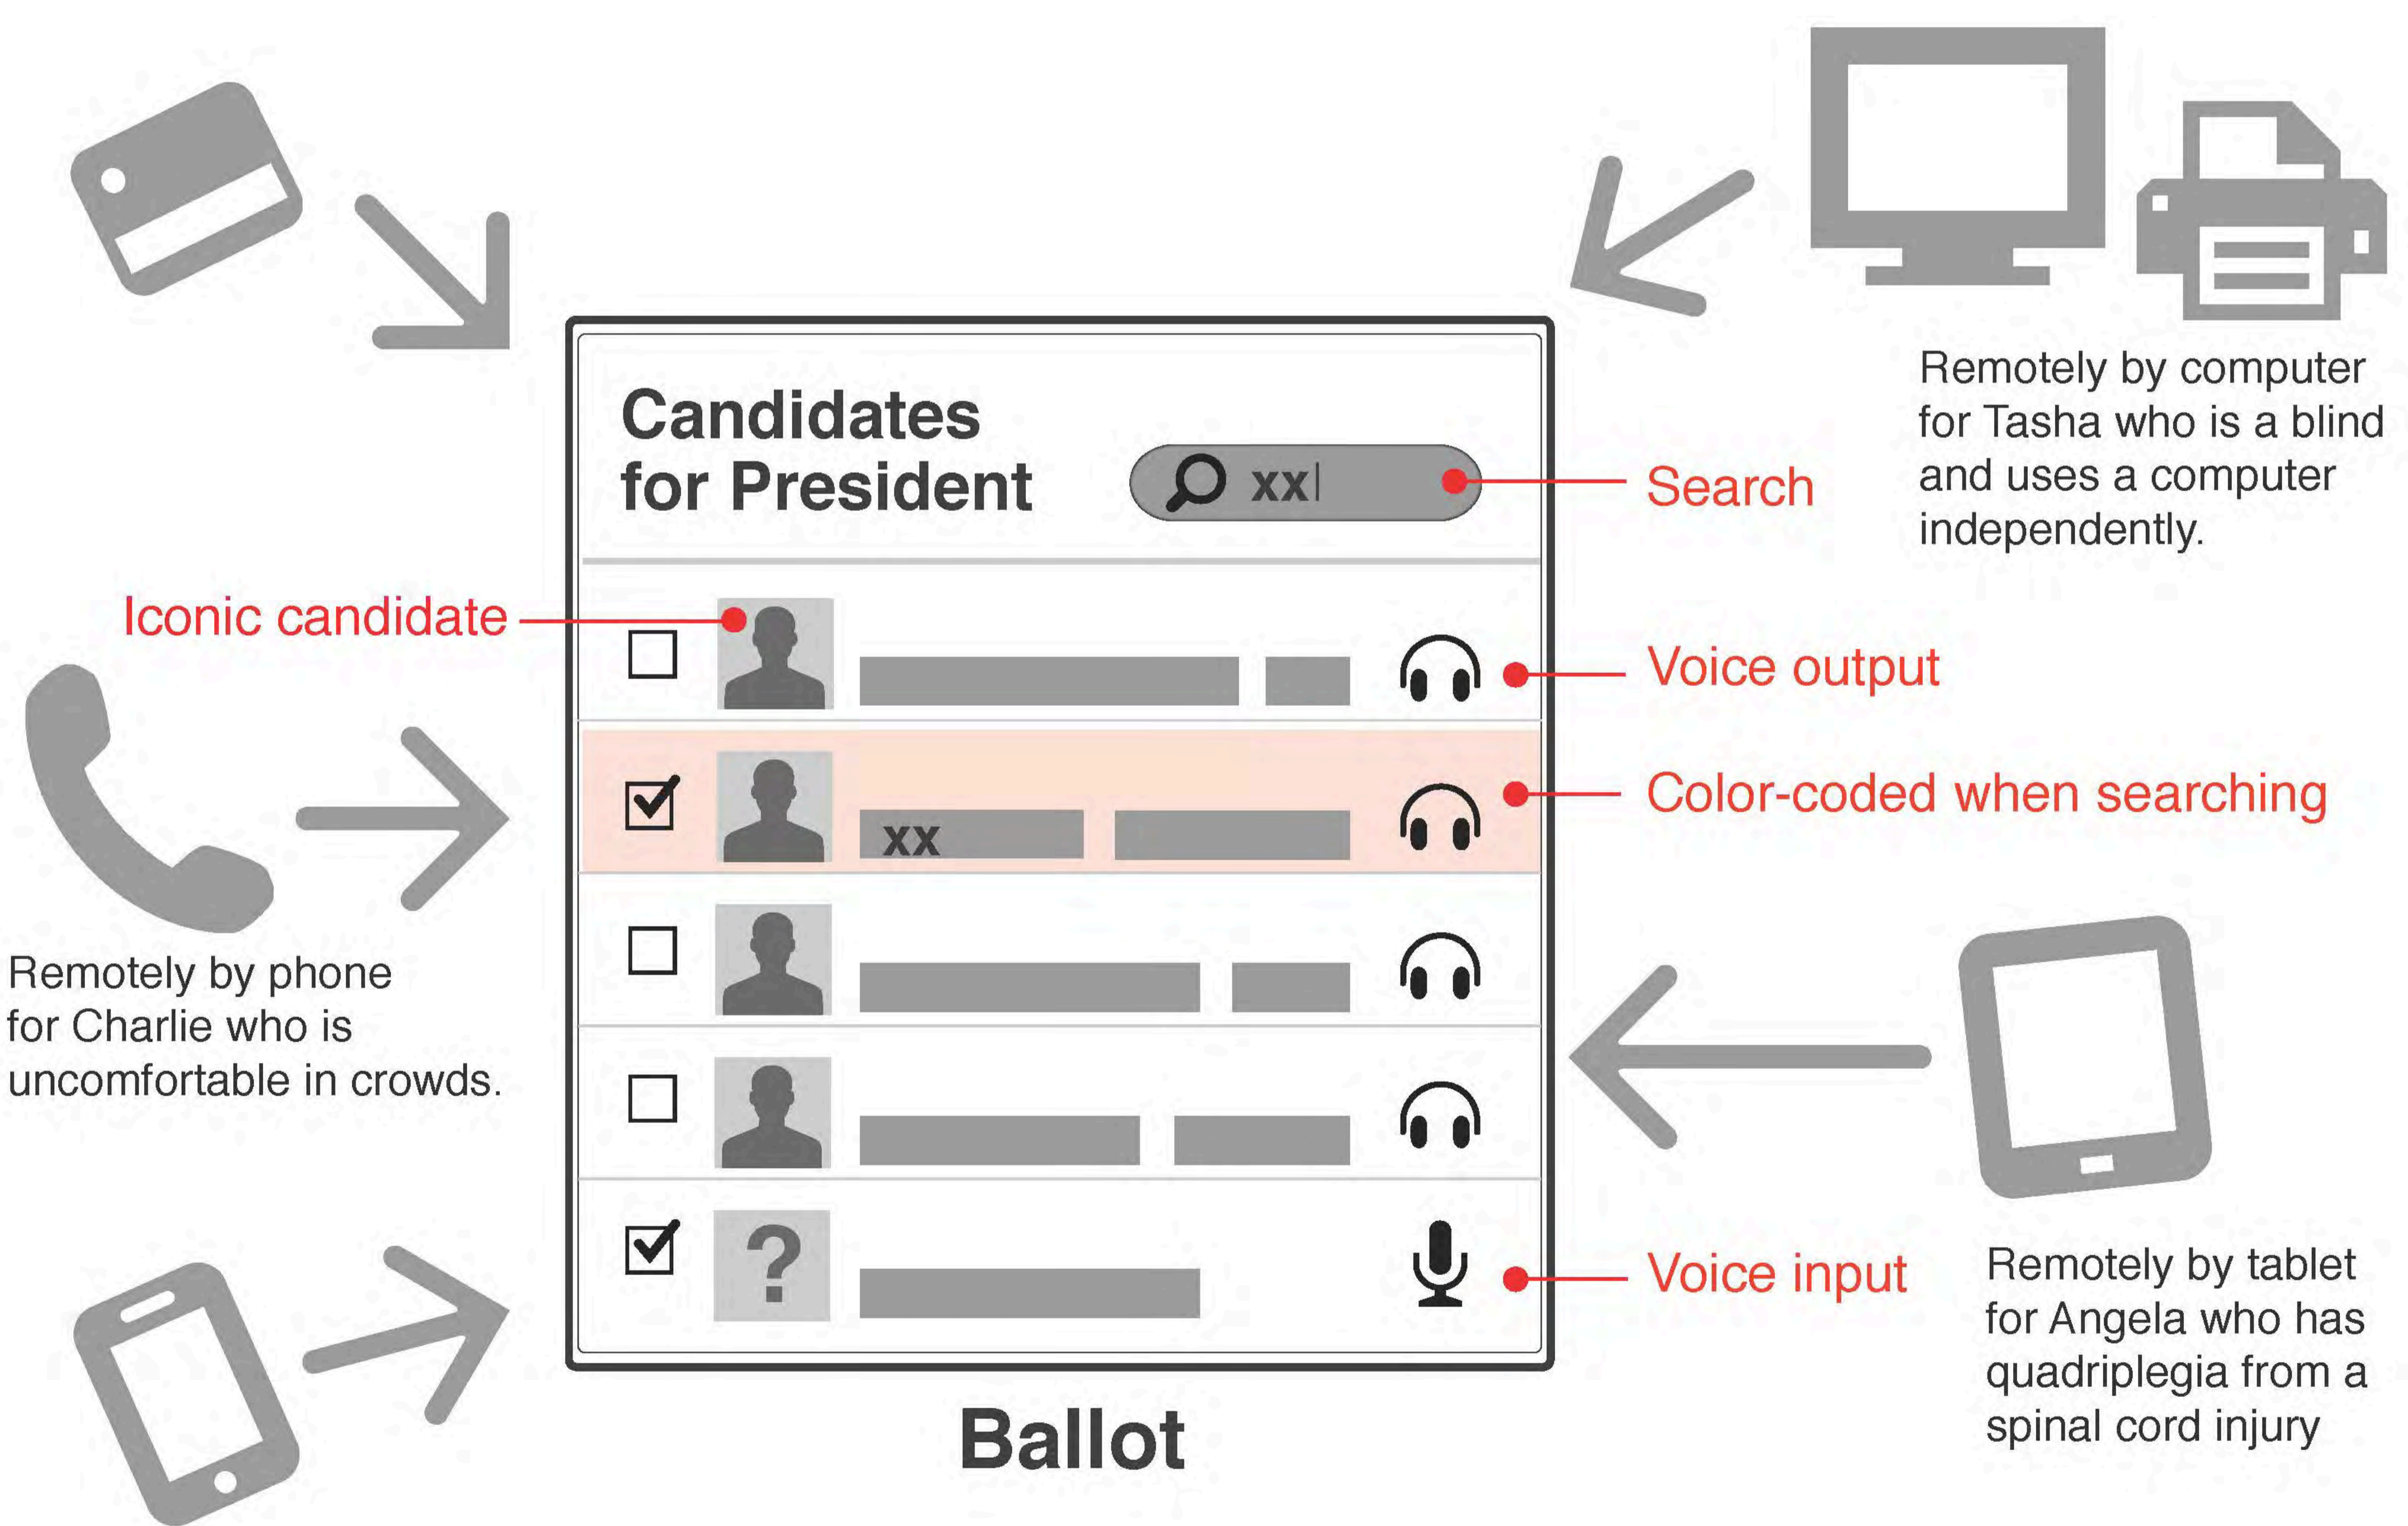 Candidates
for President
xx
Search
Remotely by computer
for Tasha who is a blind
and uses a computer
independently.
Iconic candidate
Voice output
Color-coded when searching
xx
Remotely by phone
for Charlie who is
uncomfortable in crowds.
?
Voice input
Remotely by tablet
for Angela who has
quadriplegia from a
spinal cord injury
Ballot